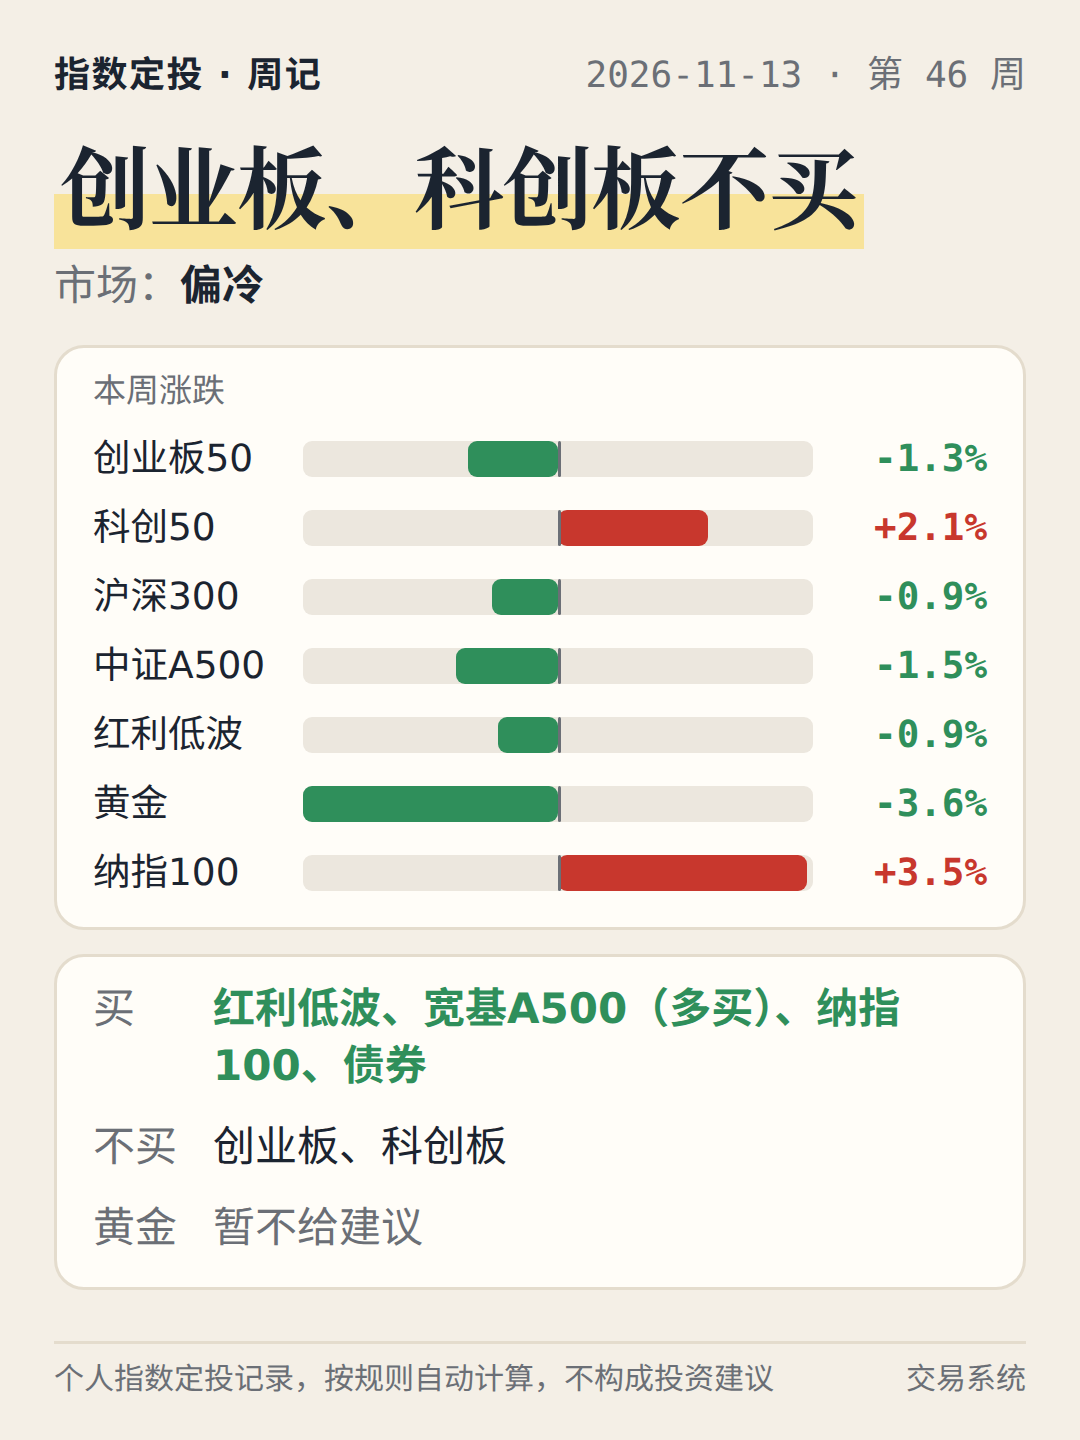 指数定投 · 周记
2026-11-13 · 第 46 周
创业板、科创板不买
市场：偏冷
本周涨跌
创业板50 -1.3%
科创50 +2.1%
沪深300 -0.9%
中证A500 -1.5%
红利低波 -0.9%
黄金 -3.6%
纳指100 +3.5%
买 红利低波、宽基A500（多买）、纳指
100、债券
不买 创业板、科创板
黄金 暂不给建议
个人指数定投记录，按规则自动计算，不构成投资建议
交易系统